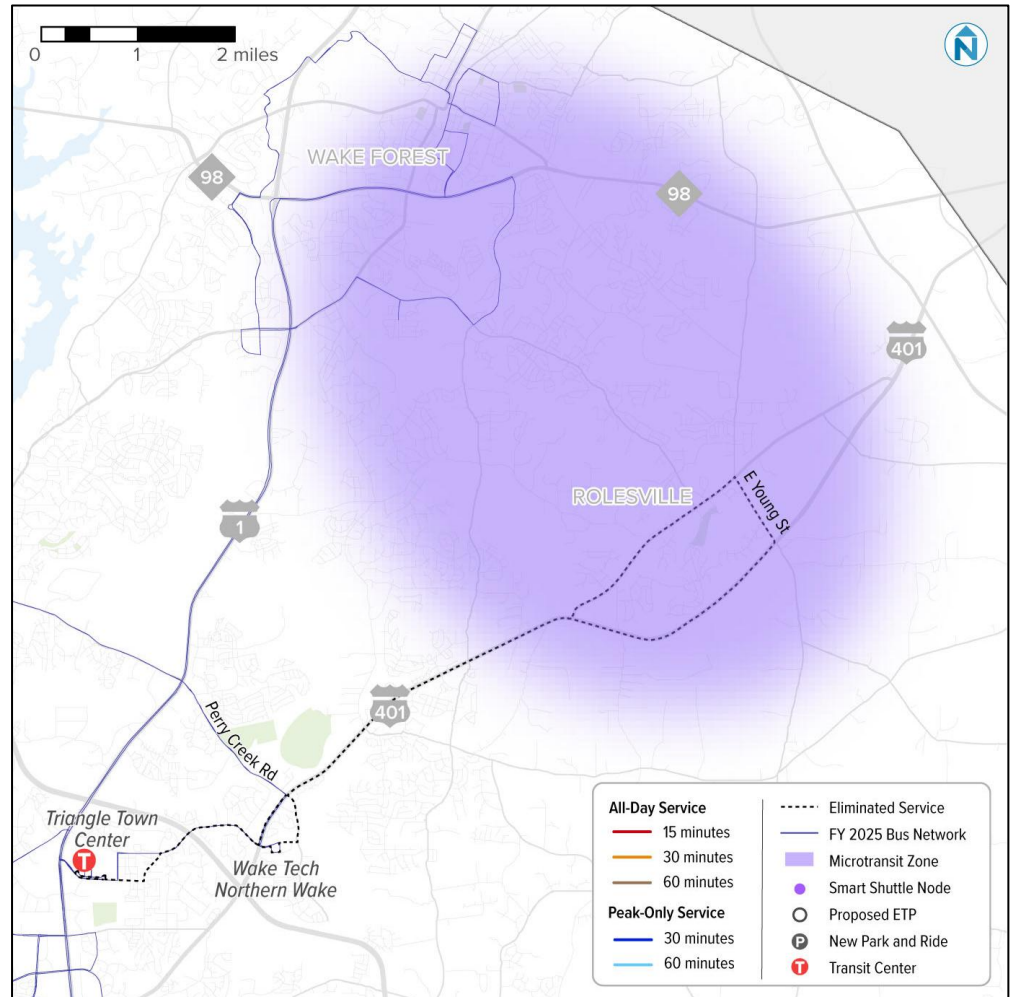 0 1 2 miles
N
WAKE FOREST
98
98
401
E Young St
ROLESVILLE
1
401
Perry Creek Rd
Triangle Town
Center
T
Wake Tech
Northern Wake
All-Day Service
15 minutes
30 minutes
60 minutes
Peak-Only Service
30 minutes
60 minutes
Eliminated Service
FY 2025 Bus Network
Microtransit Zone
Smart Shuttle Node
Proposed ETP
P New Park and Ride
T Transit Center